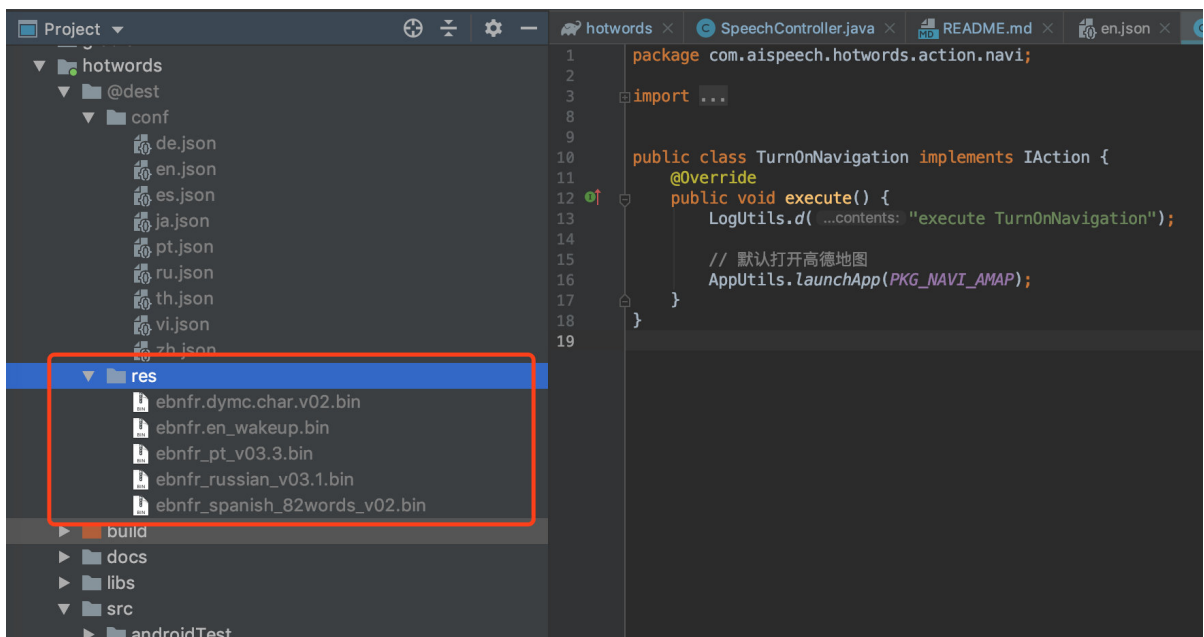 Project
hotwords
@dest
conf
de.json
en.json
es.json
ja.json
pt.json
ru.json
th.json
vi.json
zh.json
res
ebnfr.dymc.char.v02.bin
ebnfr.en_wakeup.bin
ebnfr_pt_v03.3.bin
ebnfr_russian_v03.1.bin
ebnfr_spanish_82words_v02.bin
build
docs
libs
src
androidTest
hotwords SpeechController.java README.md en.json
1 package com.aispeech.hotwords.action.navi;
2
3 import ...
8
9
10 public class TurnOnNavigation implements IAction {
11 @Override
12 public void execute() {
13 LogUtils.d( ...contents: "execute TurnOnNavigation");
14
15 // 默认打开高德地图
16 AppUtils.launchApp(PKG_NAVI_AMAP);
17 }
18 }
19